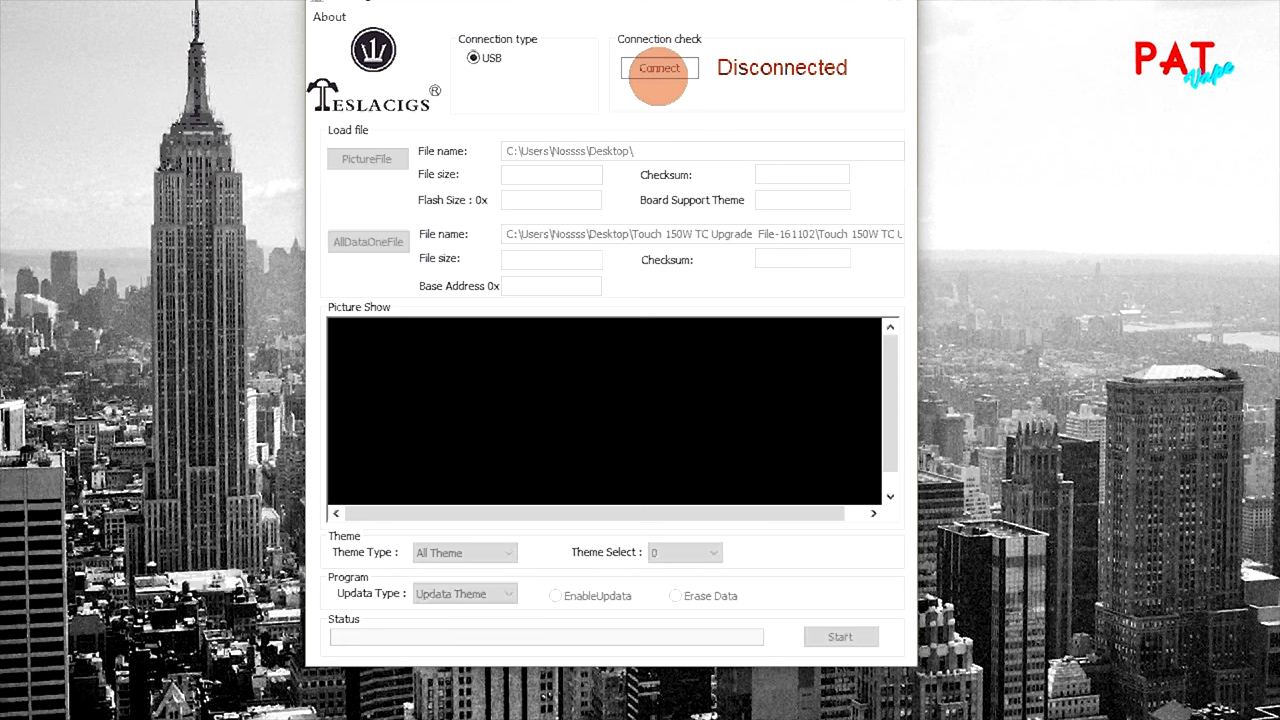 About
Connection type
USB
Connection check
Connect
Disconnected
TESLACIGS®
PAT
Vape
Load file
PictureFile
File name: C:\Users\Nossss\Desktop\
File size:
Checksum:
Flash Size : 0x
Board Support Theme
AllDataOneFile
File name: C:\Users\Nossss\Desktop\Touch 150W TC Upgrade File-161102\Touch 150W TC U
File size:
Checksum:
Base Address 0x
Picture Show
Theme
Theme Type : All Theme
Theme Select : 0
Program
Updata Type : Updata Theme
EnableUpdata
Erase Data
Status
Start